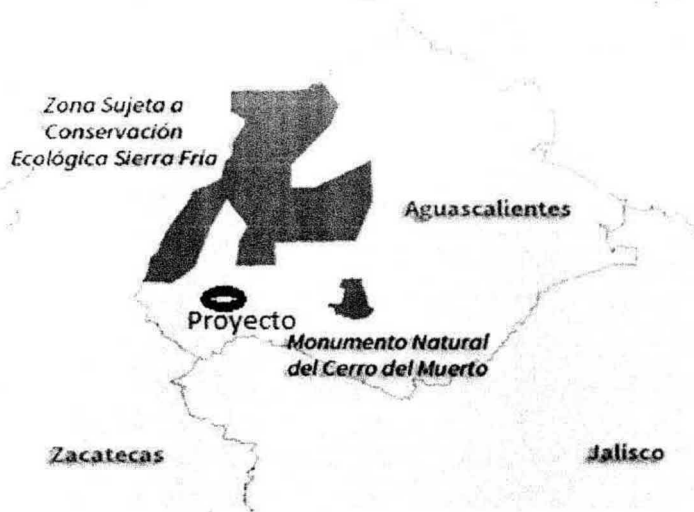 Zona Sujeta a
Conservación
Ecológica Sierra Fría
Aguascalientes
Proyecto
Monumento Natural
del Cerro del Muerto
Zacatecas
Jalisco